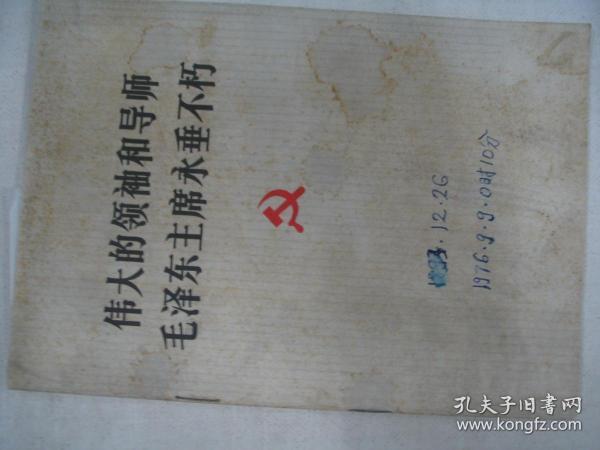 伟大的领袖和导师
毛泽东主席永垂不朽
.12.26
1976.9.9.0时10分
孔夫子旧書网
www.kongfz.com